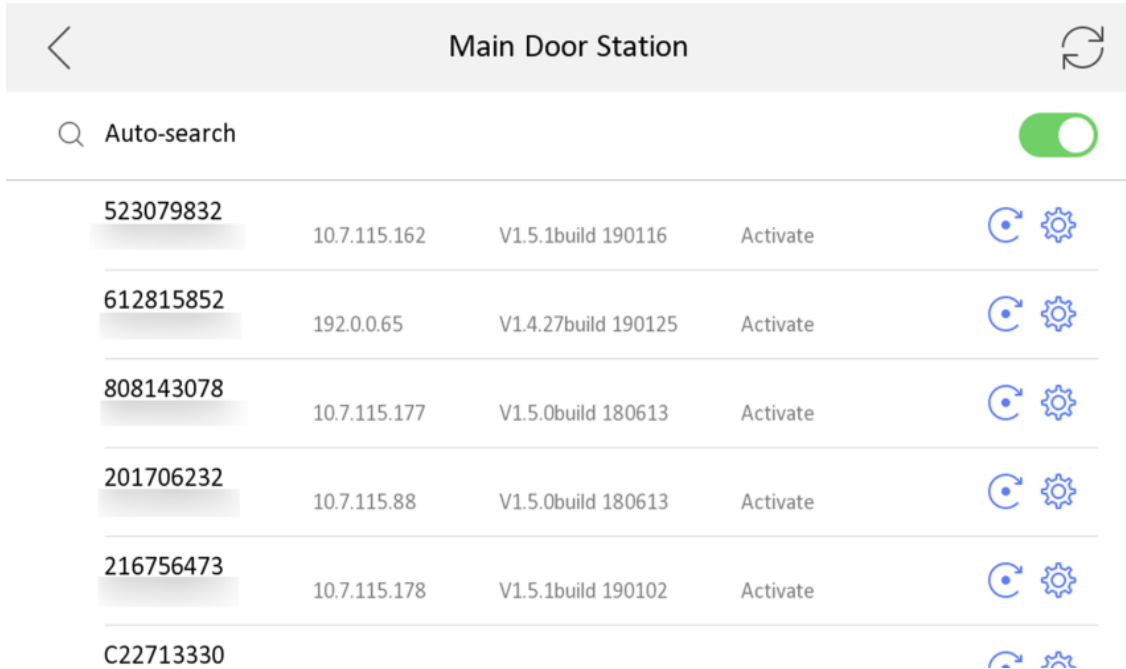 Main Door Station
Auto-search
523079832
10.7.115.162 V1.5.1build 190116 Activate
612815852
192.0.0.65 V1.4.27build 190125 Activate
808143078
10.7.115.177 V1.5.0build 180613 Activate
201706232
10.7.115.88 V1.5.0build 180613 Activate
216756473
10.7.115.178 V1.5.1build 190102 Activate
C22713330